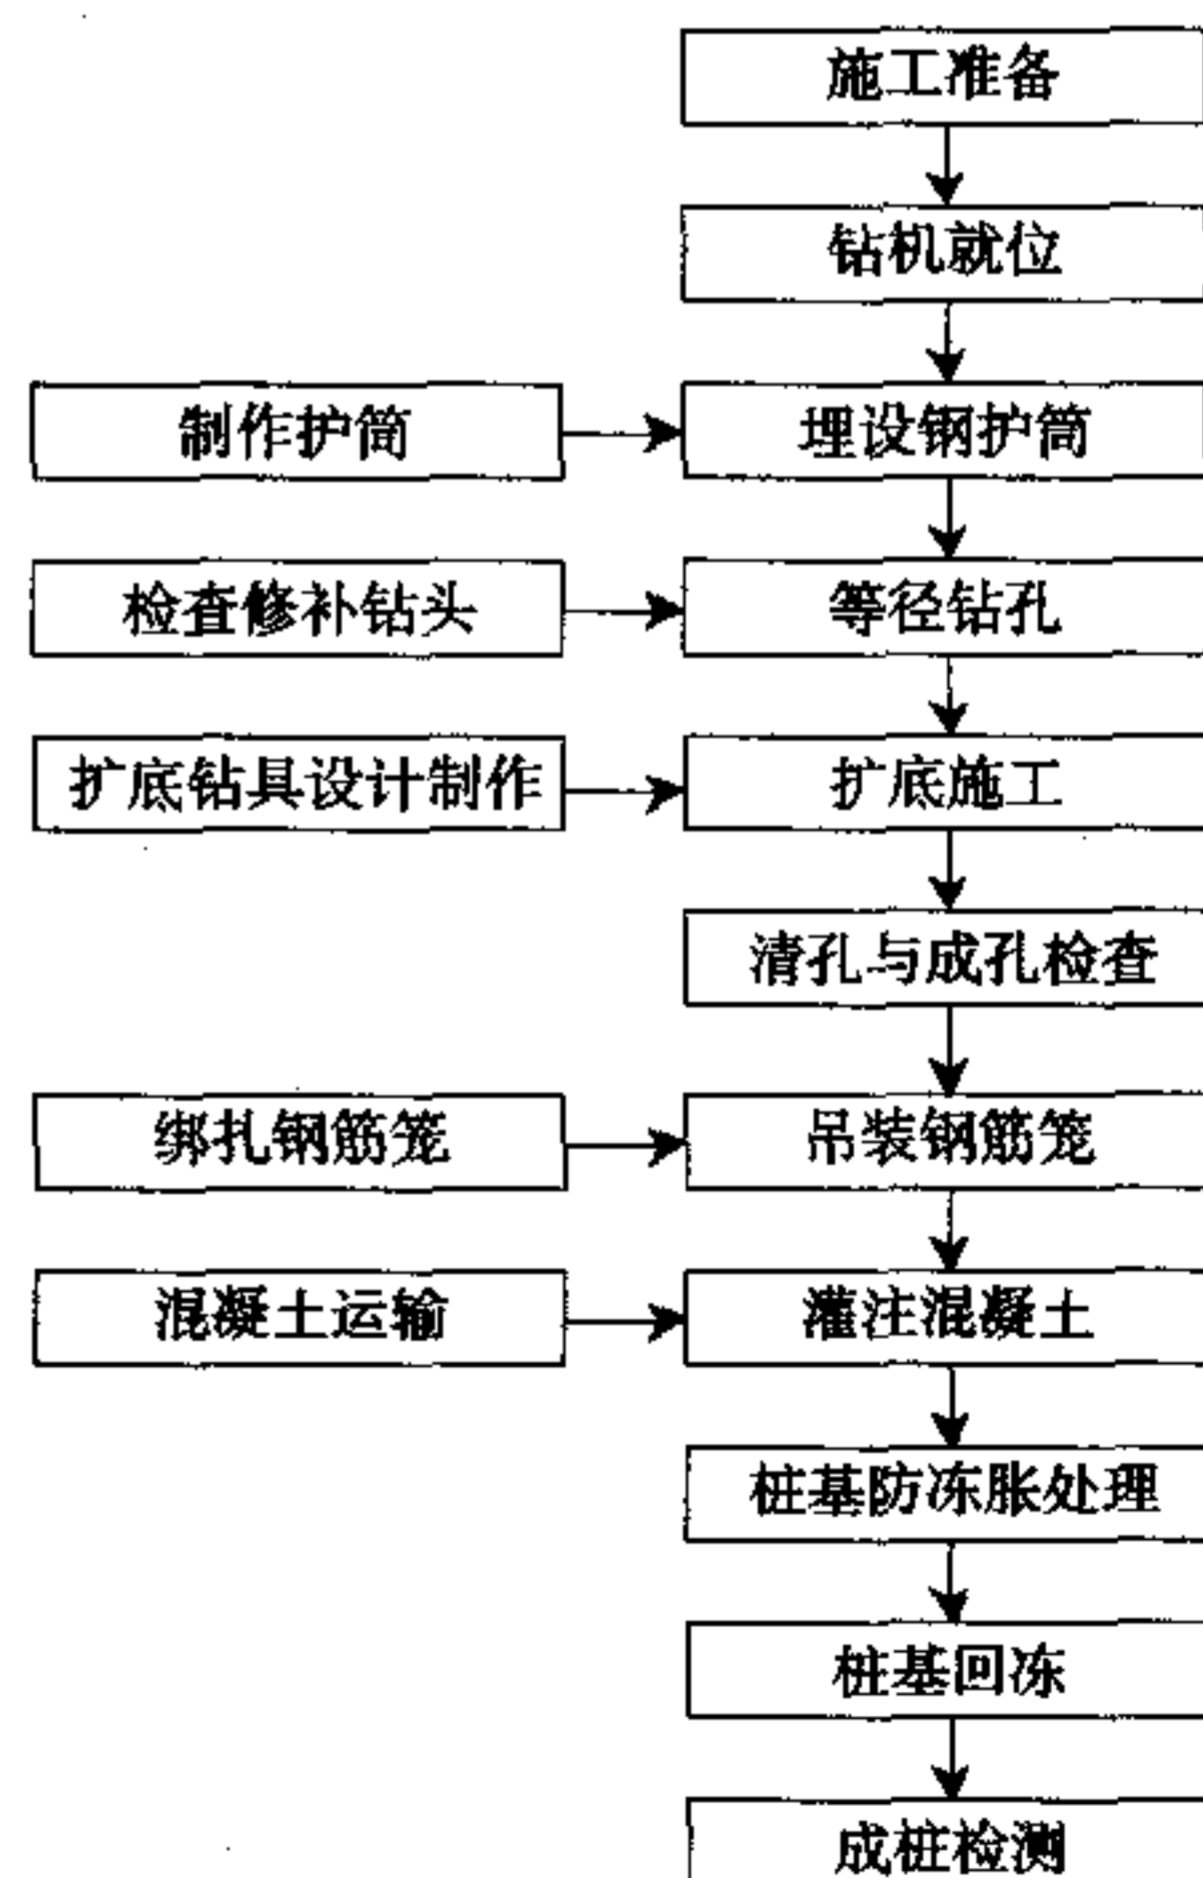 施工准备
钻机就位
制作护筒
埋设钢护筒
检查修补钻头
等径钻孔
扩底钻具设计制作
扩底施工
清孔与成孔检查
绑扎钢筋笼
吊装钢筋笼
混凝土运输
灌注混凝土
桩基防冻胀处理
桩基回冻
成桩检测